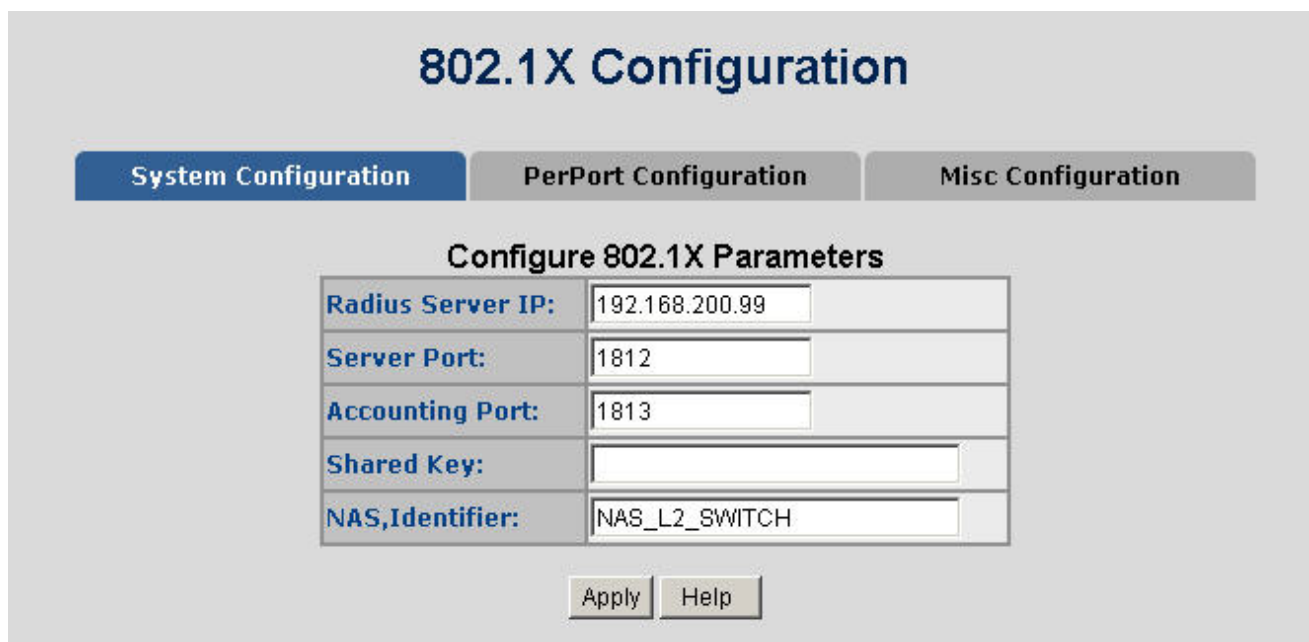 802.1X Configuration
System Configuration PerPort Configuration Misc Configuration
Configure 802.1X Parameters
Radius Server IP: 192.168.200.99
Server Port: 1812
Accounting Port: 1813
Shared Key:
NAS,Identifier: NAS_L2_SWITCH
Apply Help